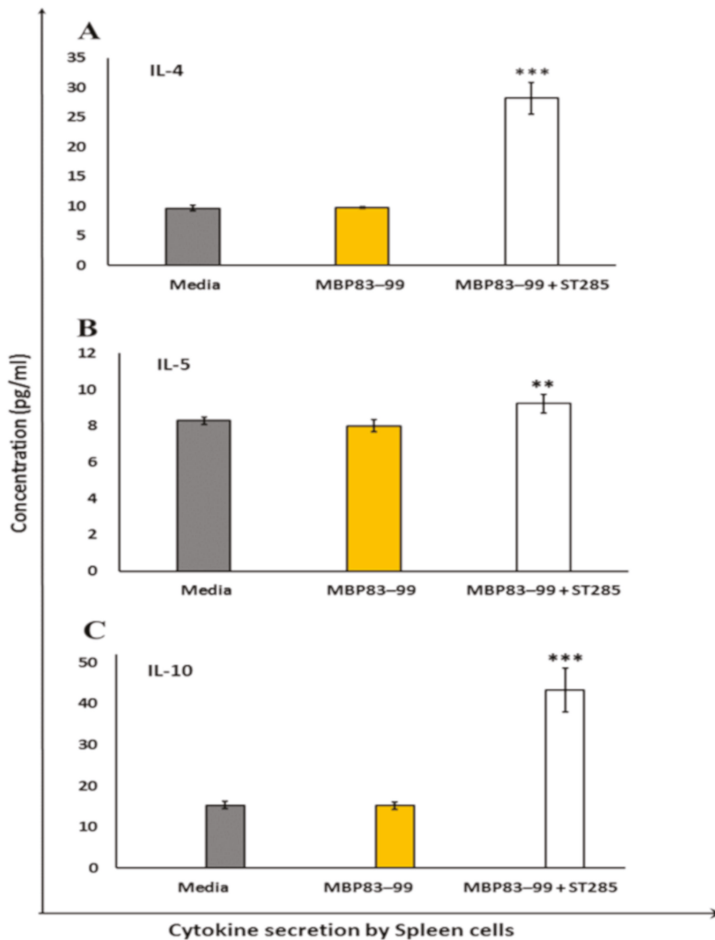 A
IL-4
35
30
25
20
15
10
5
0
***
Media MBP83–99 MBP83–99 + ST285
B
IL-5
12
10
8
6
4
2
0
**
Media MBP83–99 MBP83–99 + ST285
C
IL-10
50
40
30
20
10
0
***
Media MBP83–99 MBP83–99 + ST285
Concentration (pg/ml)
Cytokine secretion by Spleen cells